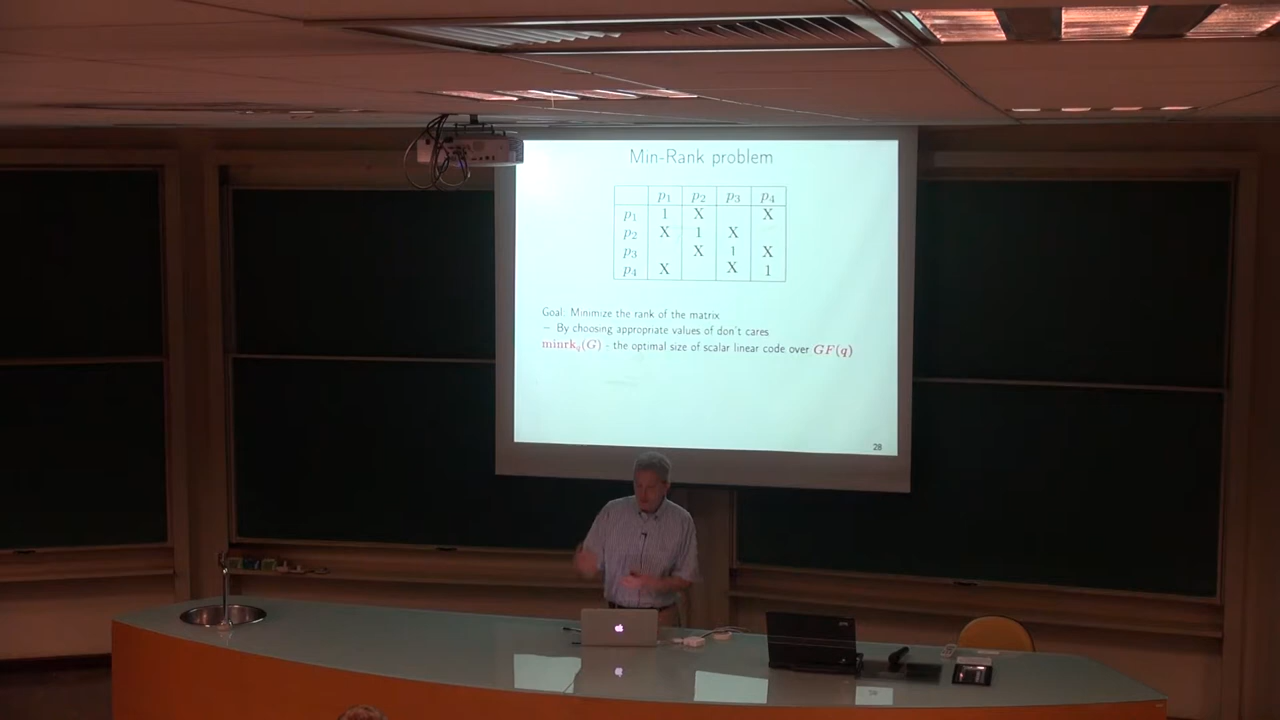 Min-Rank problem
p₁ p₂ p₃ p₄
p₁ 1 X X
p₂ X 1 X
p₃ X 1 X
p₄ X X 1
Goal: Minimize the rank of the matrix
– By choosing appropriate values of don't cares
minrk_q(G) - the optimal size of scalar linear code over GF(q)
28